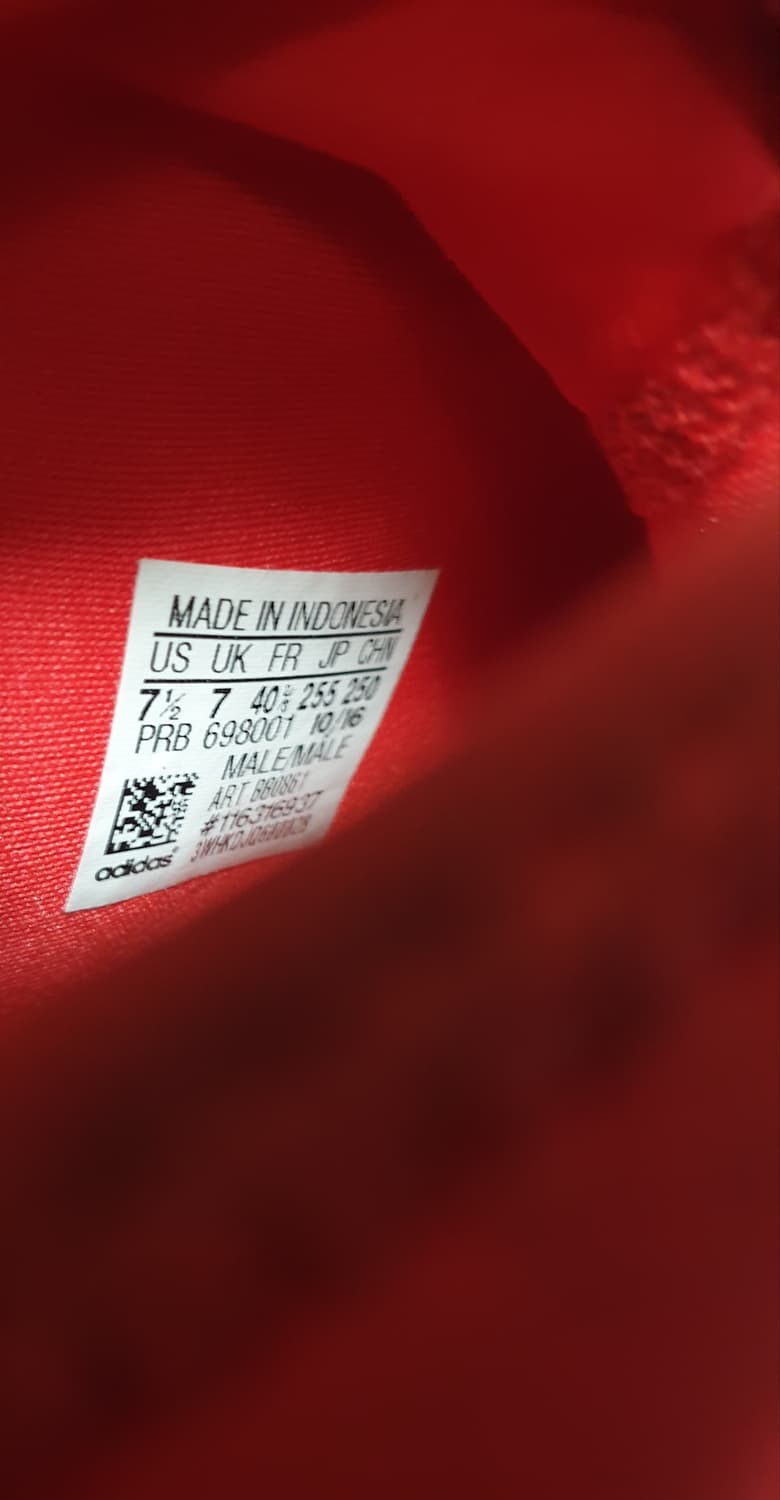 MADE IN INDONESIA
US UK FR JP CHN
7½ 7 40⅔ 255 250
PRB 698001 10/16
MALE/MALE
ART BB0861
#116316937
adidas